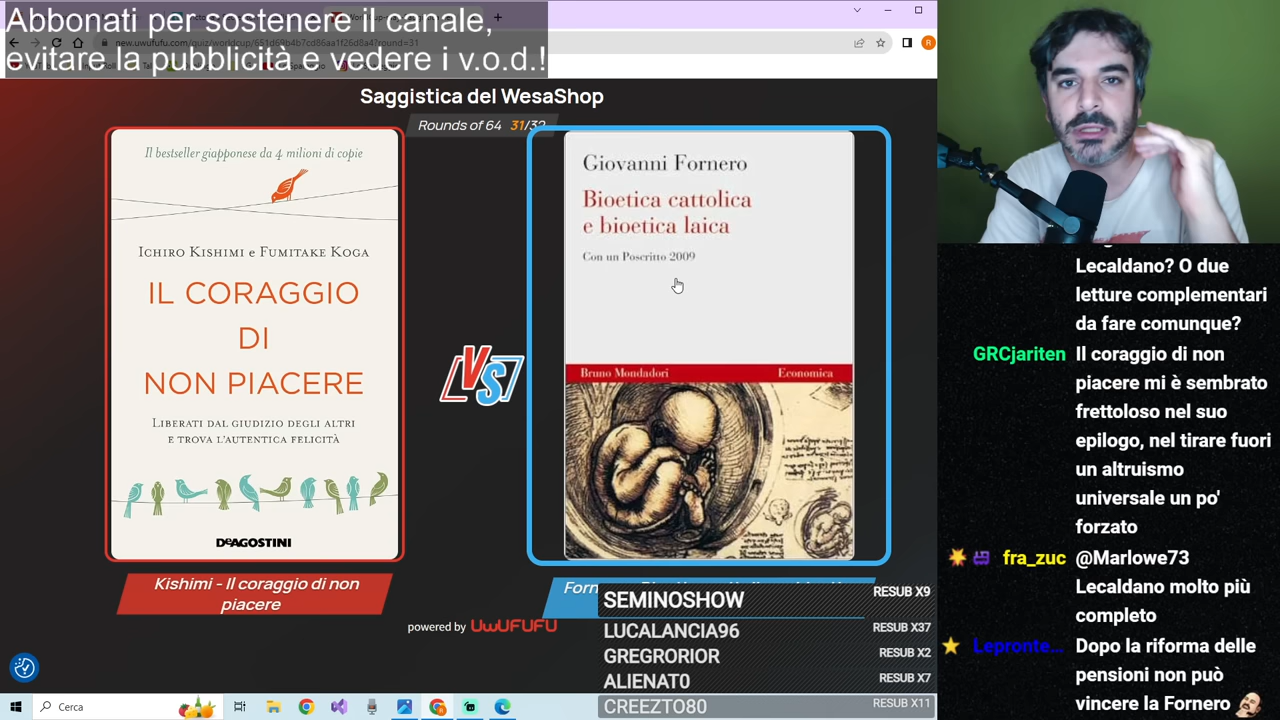 Abbonati per sostenere il canale,
evitare la pubblicità e vedere i v.o.d.!
Saggistica del WesaShop
Rounds of 64 31/32
Il bestseller giapponese da 4 milioni di copie
ICHIRO KISHIMI E FUMITAKE KOGA
IL CORAGGIO
DI
NON PIACERE
LIBERATI DAL GIUDIZIO DEGLI ALTRI
E TROVA L'AUTENTICA FELICITÀ
DEAGOSTINI
Kishimi - Il coraggio di non
piacere
VS
Giovanni Fornero
Bioetica cattolica
e bioetica laica
Con un Poscritto 2009
Bruno Mondadori Economica
powered by UwUFUFU
SEMINOSHOW RESUB X9
LUCALANCIA96 RESUB X37
GREGRORIOR RESUB X2
ALIENAT0 RESUB X7
CREEZTO80 RESUB X11
Lecaldano? O due
letture complementari
da fare comunque?
GRCjariten Il coraggio di non
piacere mi è sembrato
frettoloso nel suo
epilogo, nel tirare fuori
un altruismo
universale un po'
forzato
fra_zuc @Marlowe73
Lecaldano molto più
completo
Lepronte... Dopo la riforma delle
pensioni non può
vincere la Fornero
Cerca